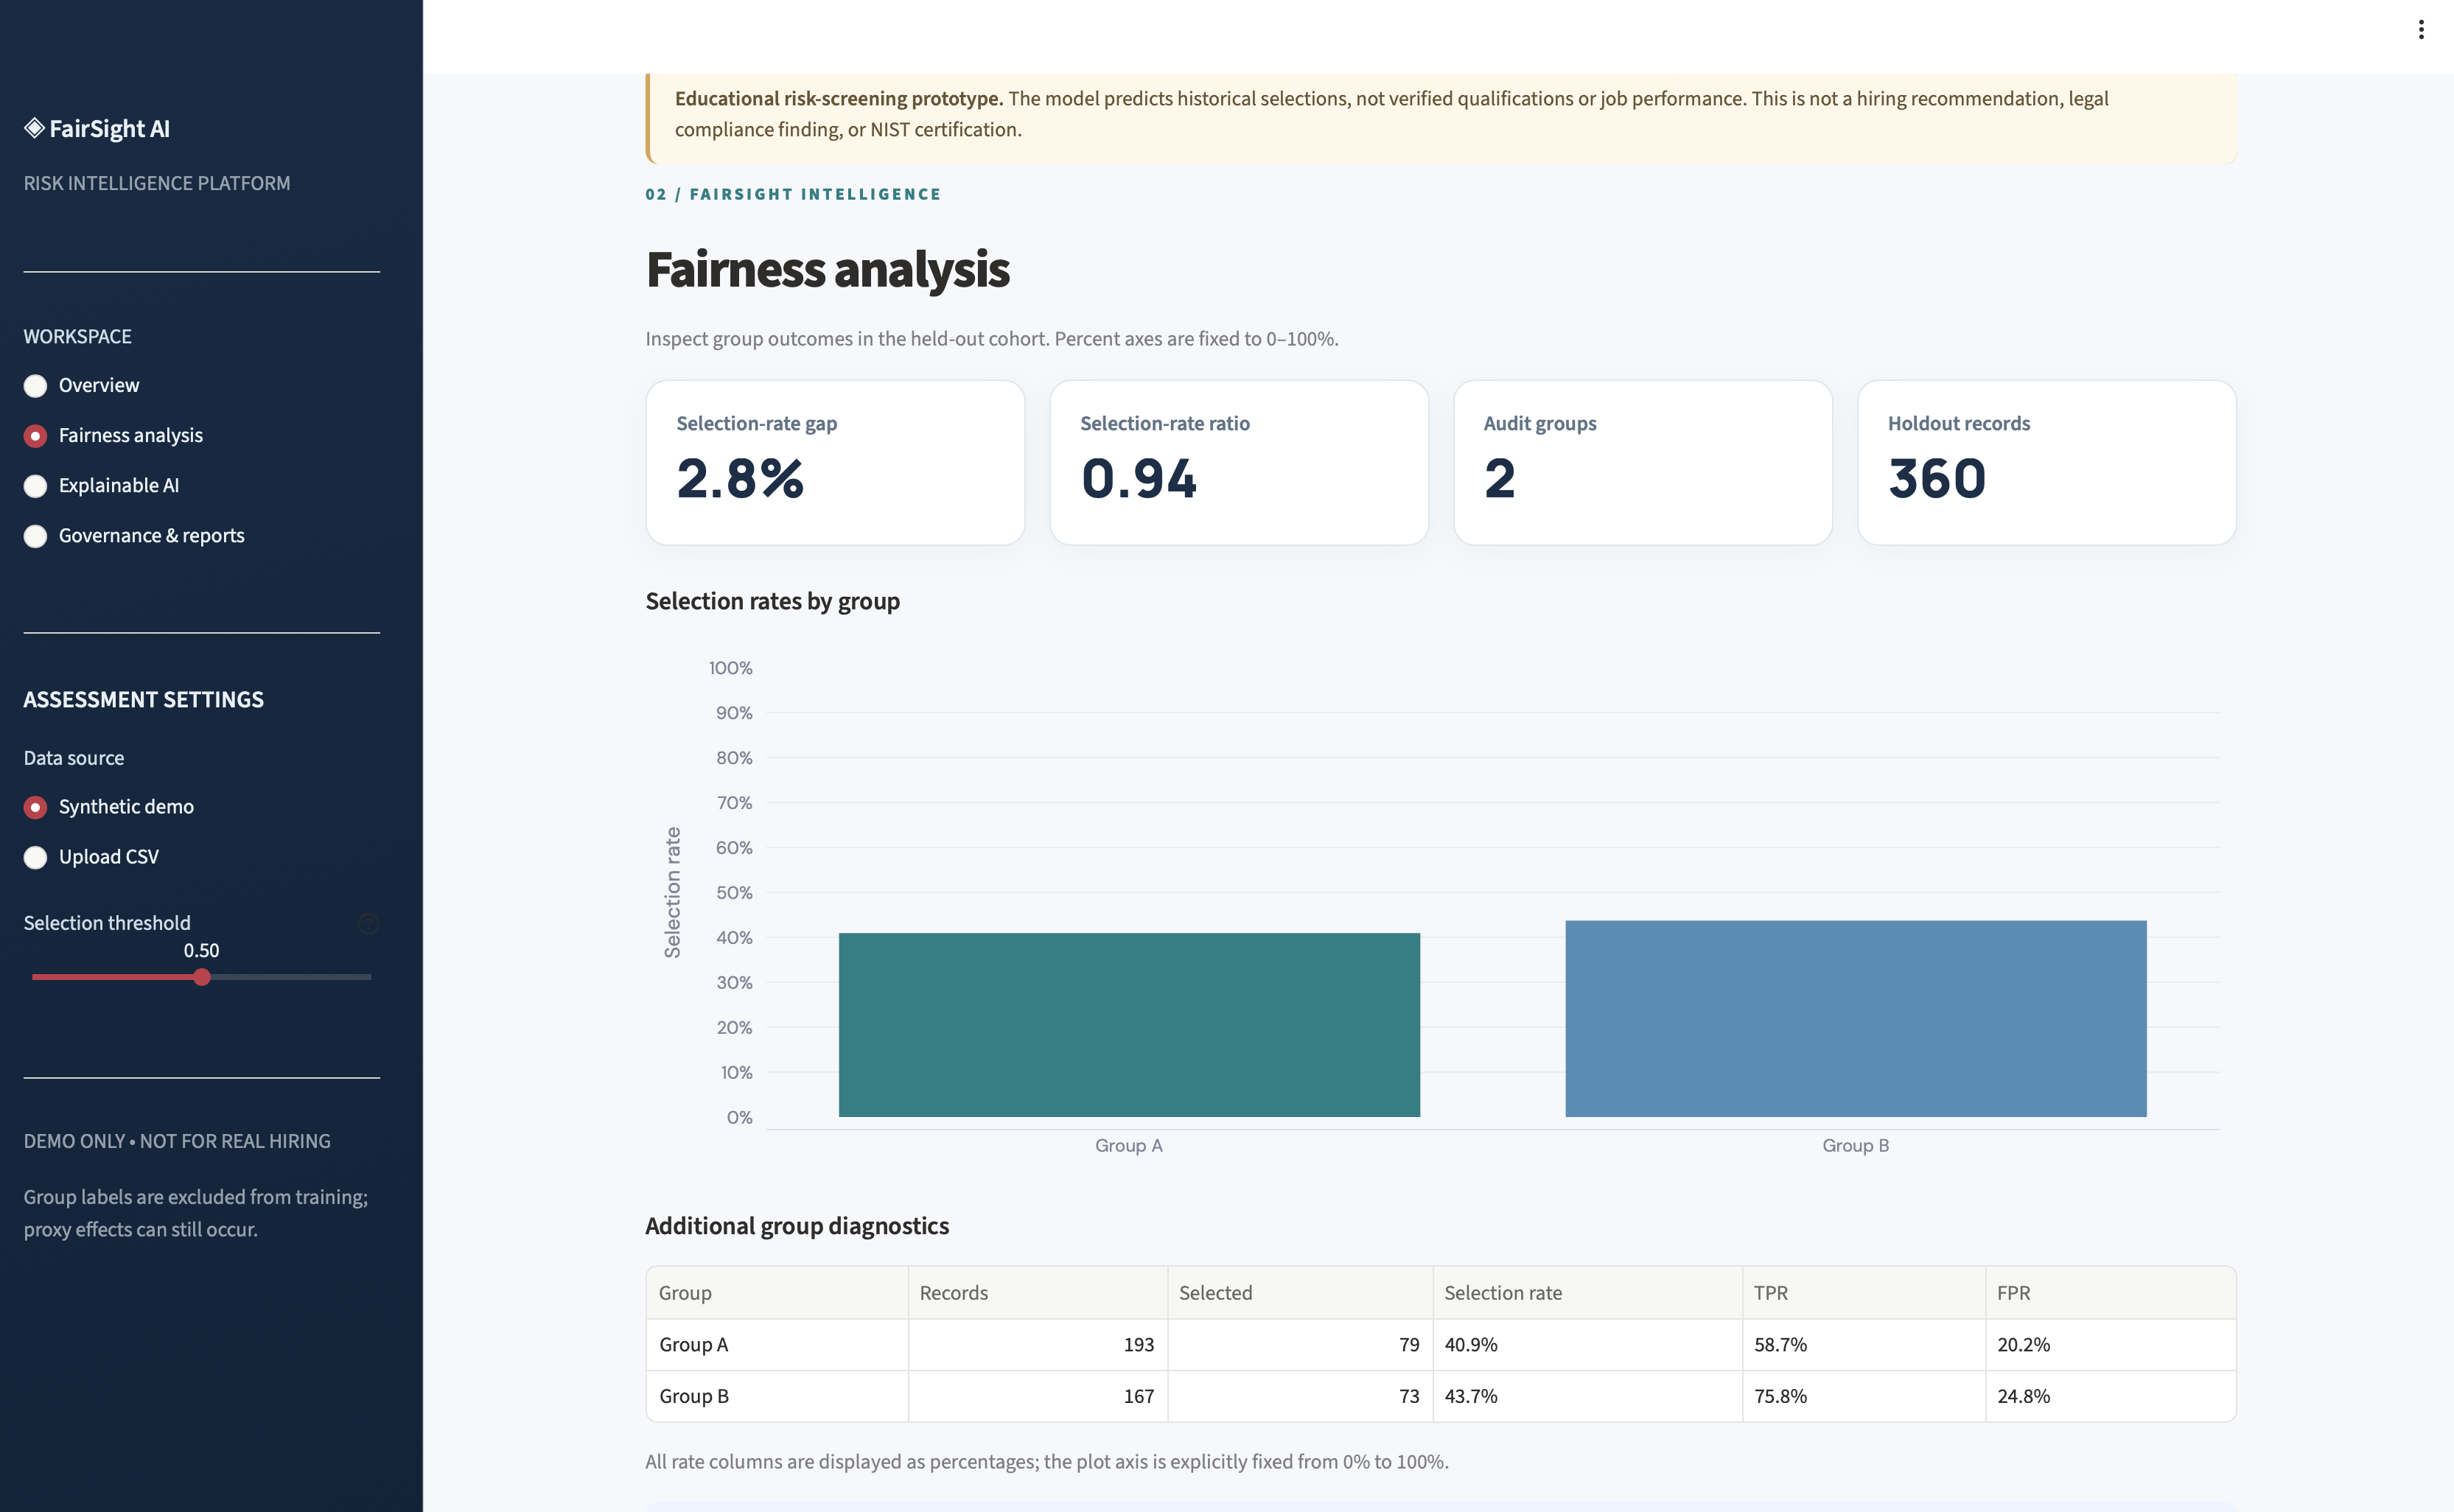 FairSight AI
RISK INTELLIGENCE PLATFORM
WORKSPACE
Overview
Fairness analysis
Explainable AI
Governance & reports
ASSESSMENT SETTINGS
Data source
Synthetic demo
Upload CSV
Selection threshold
?
0.50
DEMO ONLY • NOT FOR REAL HIRING
Group labels are excluded from training;
proxy effects can still occur.
Educational risk-screening prototype. The model predicts historical selections, not verified qualifications or job performance. This is not a hiring recommendation, legal
compliance finding, or NIST certification.
02 / FAIRSIGHT INTELLIGENCE
Fairness analysis
Inspect group outcomes in the held-out cohort. Percent axes are fixed to 0–100%.
Selection-rate gap
2.8%
Selection-rate ratio
0.94
Audit groups
2
Holdout records
360
Selection rates by group
Selection rate
100%
90%
80%
70%
60%
50%
40%
30%
20%
10%
0%
Group A
Group B
Additional group diagnostics
Group Records Selected Selection rate TPR FPR
Group A 193 79 40.9% 58.7% 20.2%
Group B 167 73 43.7% 75.8% 24.8%
All rate columns are displayed as percentages; the plot axis is explicitly fixed from 0% to 100%.